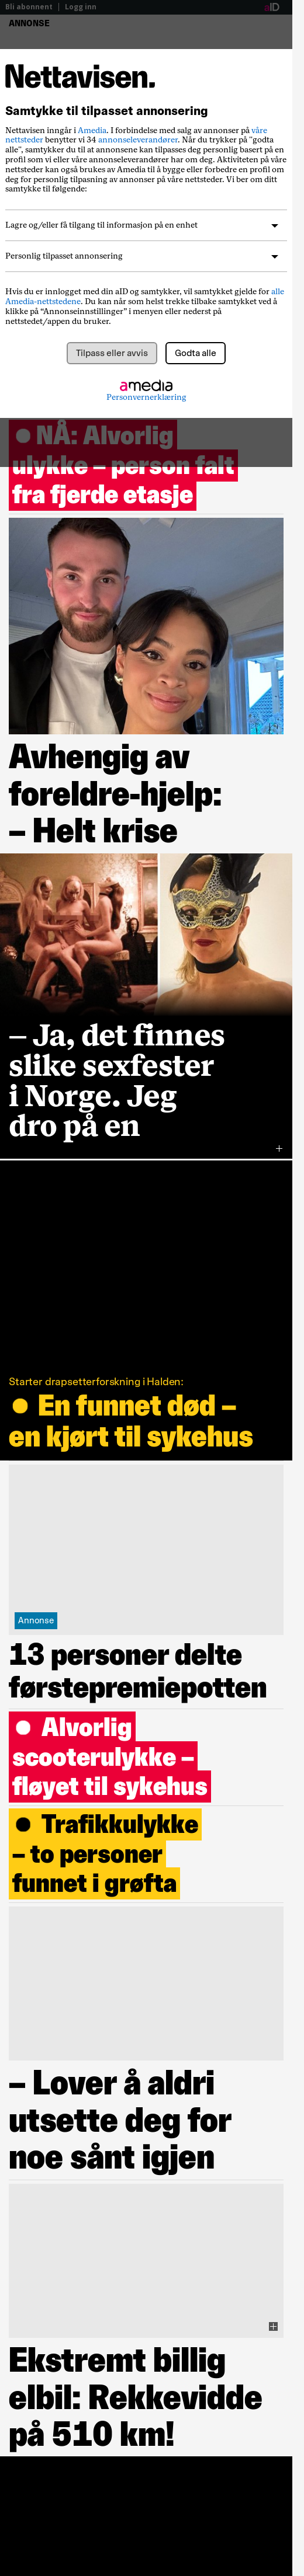 Bli abonnent | Logg inn
aID
ANNONSE
Nettavisen.
Samtykke til tilpasset annonsering
Nettavisen inngår i Amedia. I forbindelse med salg av annonser på våre
nettsteder benytter vi 34 annonseleverandører. Når du trykker på "godta
alle", samtykker du til at annonsene kan tilpasses deg personlig basert på en
profil som vi eller våre annonseleverandører har om deg. Aktiviteten på våre
nettsteder kan også brukes av Amedia til å bygge eller forbedre en profil om
deg for personlig tilpasning av annonser på våre nettsteder. Vi ber om ditt
samtykke til følgende:
Lagre og/eller få tilgang til informasjon på en enhet
Personlig tilpasset annonsering
Hvis du er innlogget med din aID og samtykker, vil samtykket gjelde for alle
Amedia-nettstedene. Du kan når som helst trekke tilbake samtykket ved å
klikke på “Annonseinnstillinger” i menyen eller nederst på
nettstedet/appen du bruker.
Tilpass eller avvis
Godta alle
amedia
Personvernerklæring
NÅ: Alvorlig
ulykke – person falt
fra fjerde etasje
Avhengig av
foreldre-hjelp:
– Helt krise
– Ja, det finnes
slike sexfester
i Norge. Jeg
dro på en
Starter drapsetterforskning i Halden:
En funnet død –
en kjørt til sykehus
Annonse
13 personer delte
førstepremiepotten
Alvorlig
scooterulykke –
fløyet til sykehus
Trafikkulykke
– to personer
funnet i grøfta
– Lover å aldri
utsette deg for
noe sånt igjen
Ekstremt billig
elbil: Rekkevidde
på 510 km!